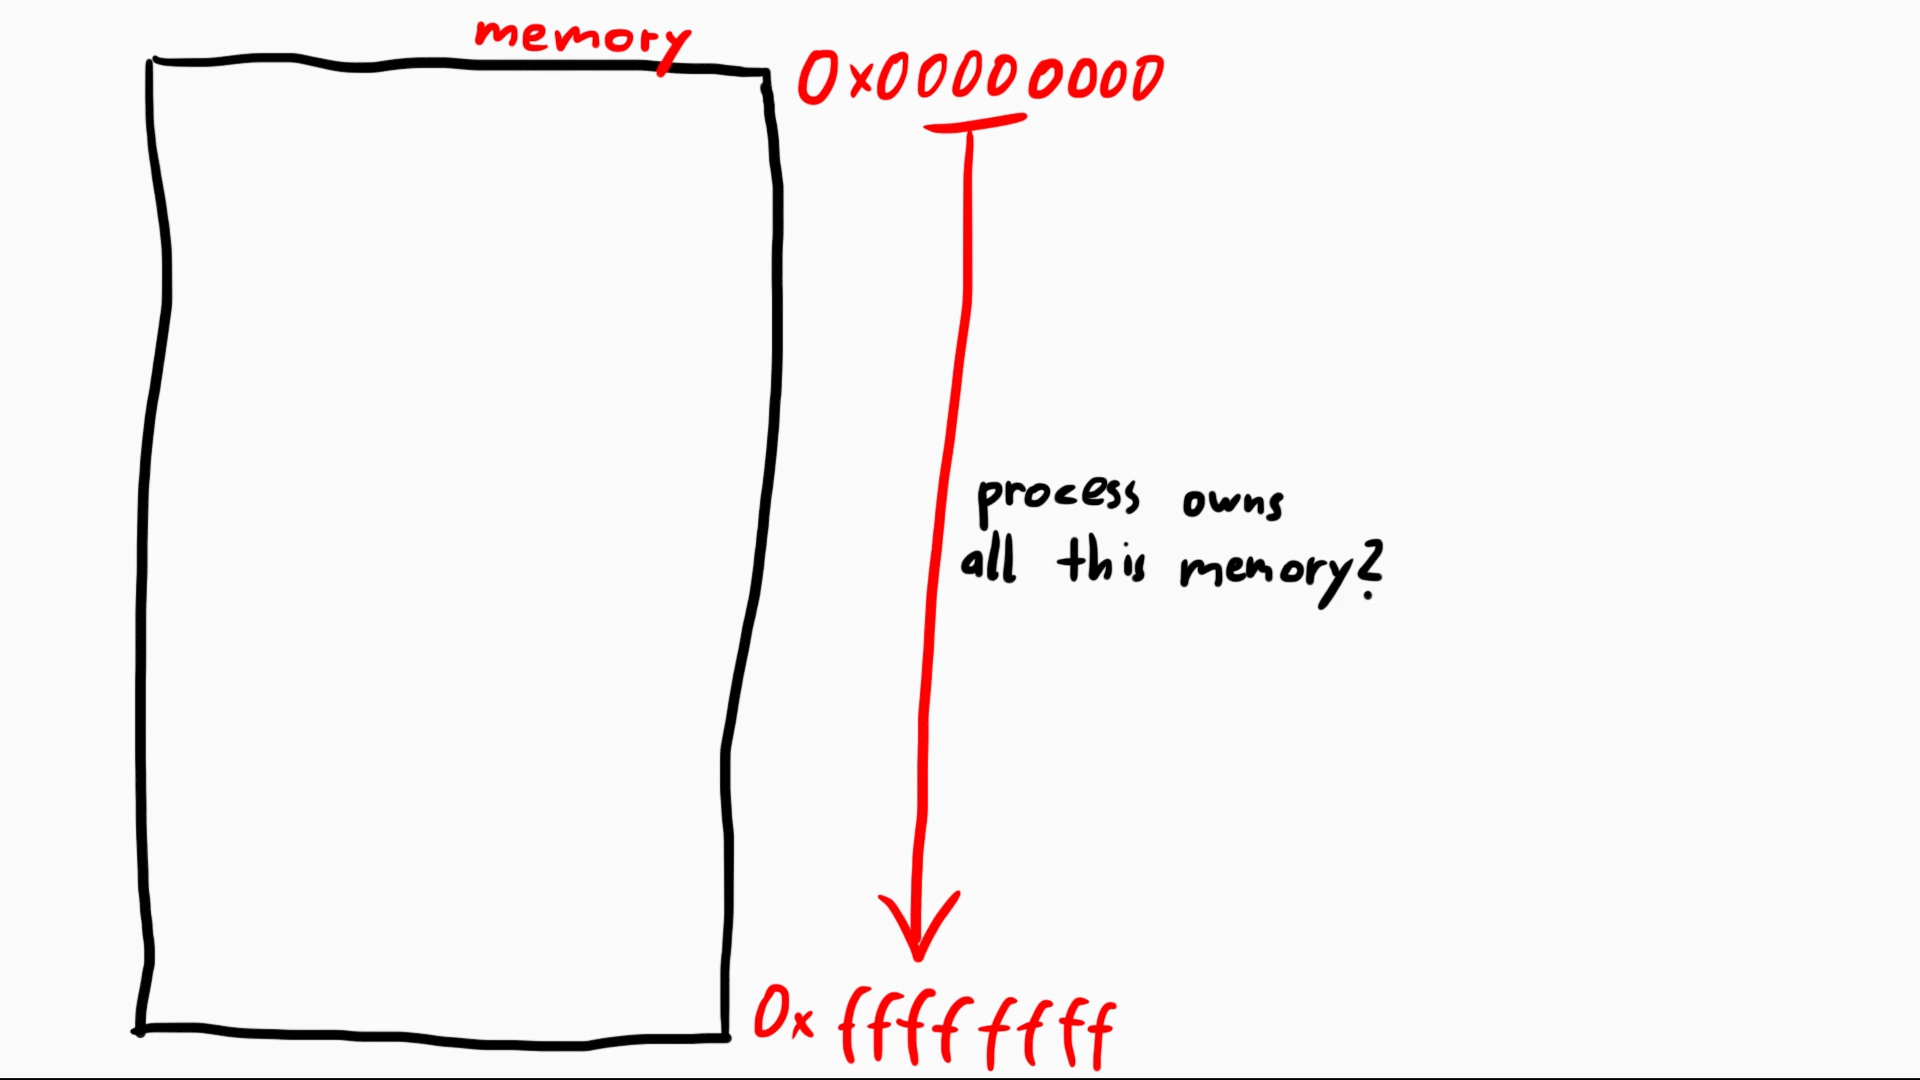 memory
0x00000000
process owns
all this memory?
0x ffffffff